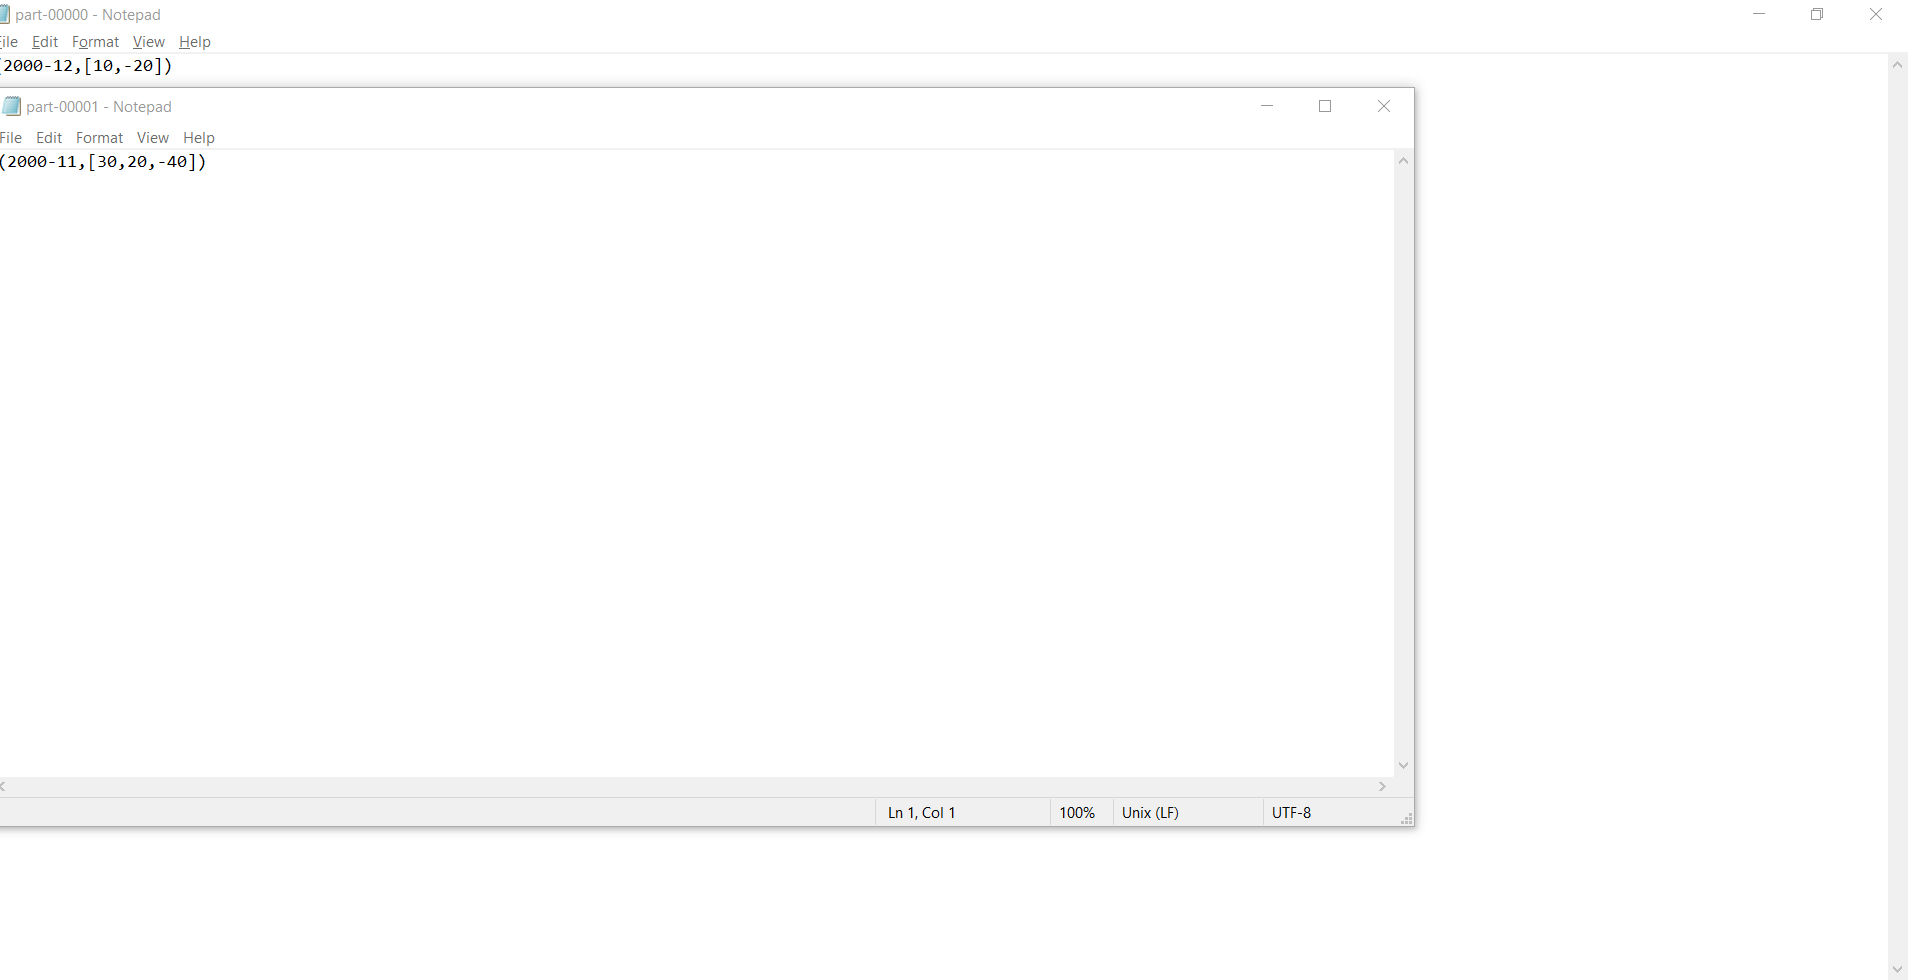 part-00000 - Notepad
File Edit Format View Help
(2000-12,[10,-20])
part-00001 - Notepad
File Edit Format View Help
(2000-11,[30,20,-40])
Ln 1, Col 1 100% Unix (LF) UTF-8